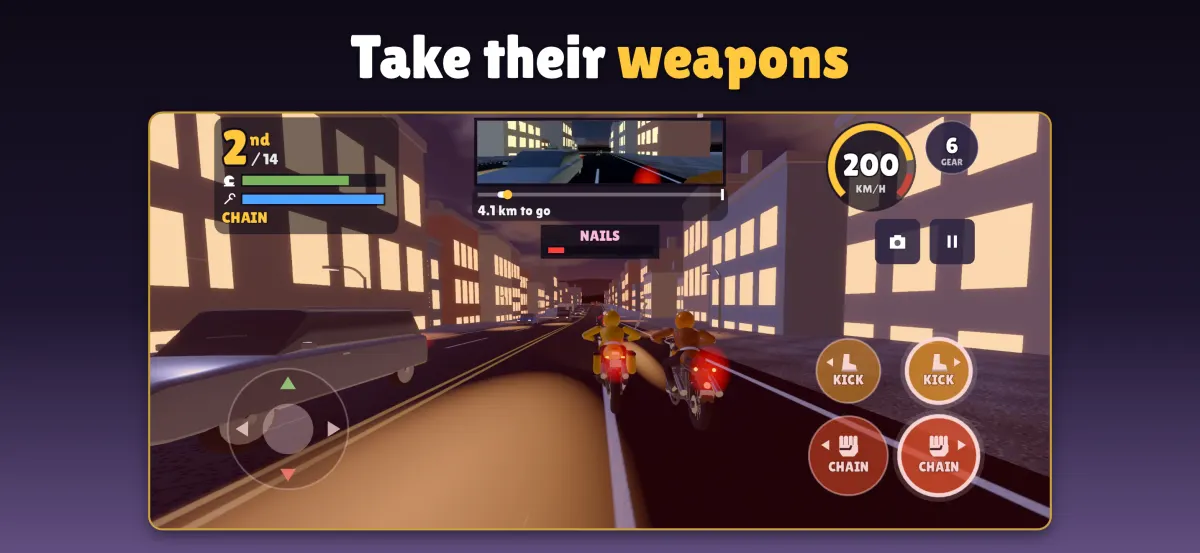 Take their weapons
2nd
/14
CHAIN
4.1 km to go
NAILS
200
KM/H
6
GEAR
KICK
KICK
CHAIN
CHAIN